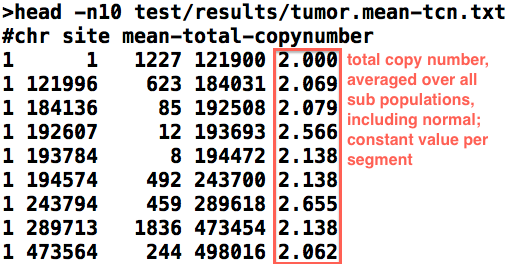 >head -n10 test/results/tumor.mean-tcn.txt
#chr site mean-total-copynumber
1 1 1227 121900 2.000
1 121996 623 184031 2.069
1 184136 85 192508 2.079
1 192607 12 193693 2.566
1 193784 8 194472 2.138
1 194574 492 243700 2.138
1 243794 459 289618 2.655
1 289713 1836 473454 2.138
1 473564 244 498016 2.062
total copy number,
averaged over all
sub populations,
including normal;
constant value per
segment